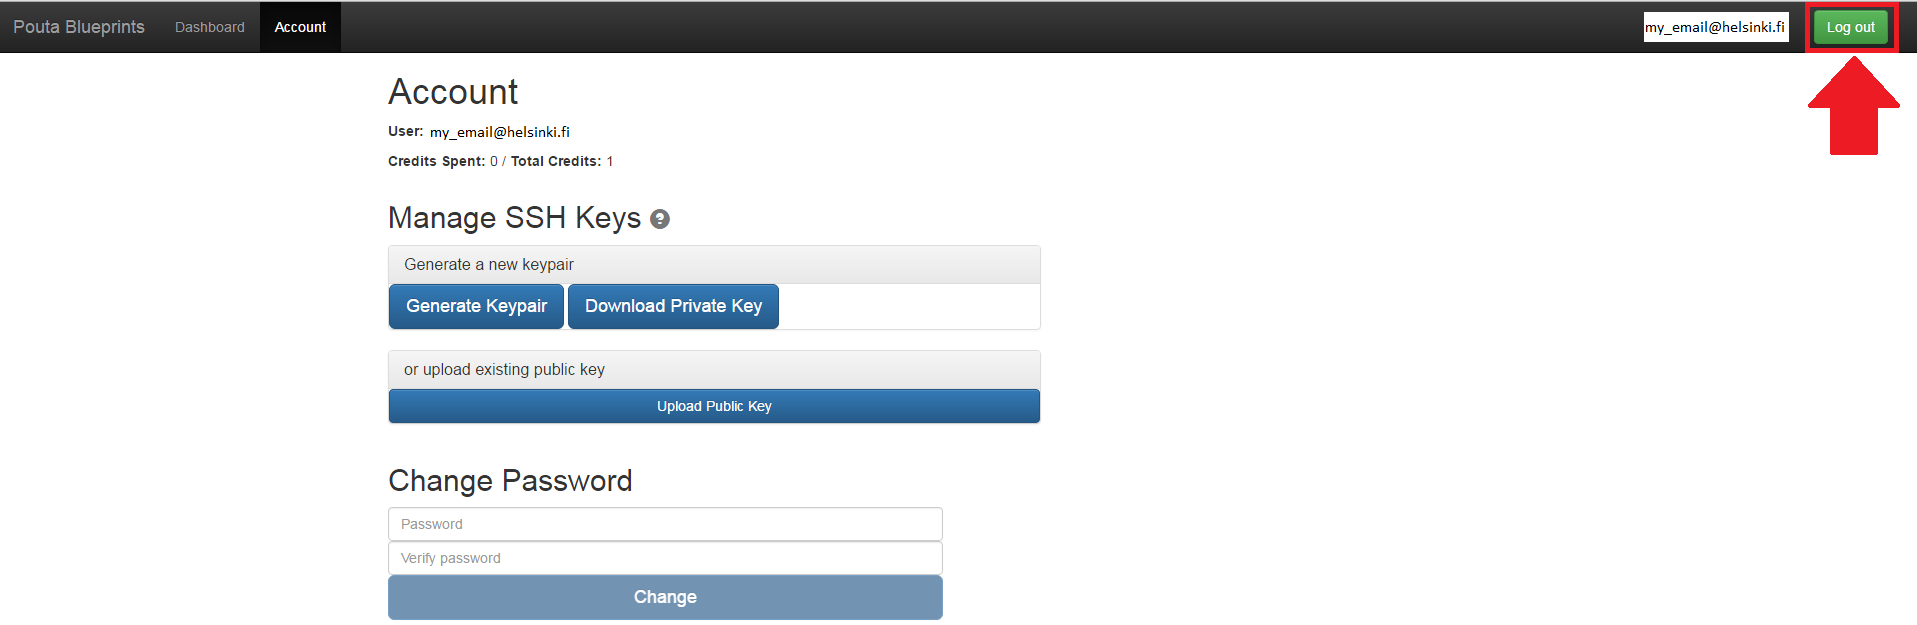 Pouta Blueprints Dashboard Account my_email@helsinki.fi Log out
Account
User: my_email@helsinki.fi
Credits Spent: 0 / Total Credits: 1
Manage SSH Keys ?
Generate a new keypair
Generate Keypair Download Private Key
or upload existing public key
Upload Public Key
Change Password
Password
Verify password
Change